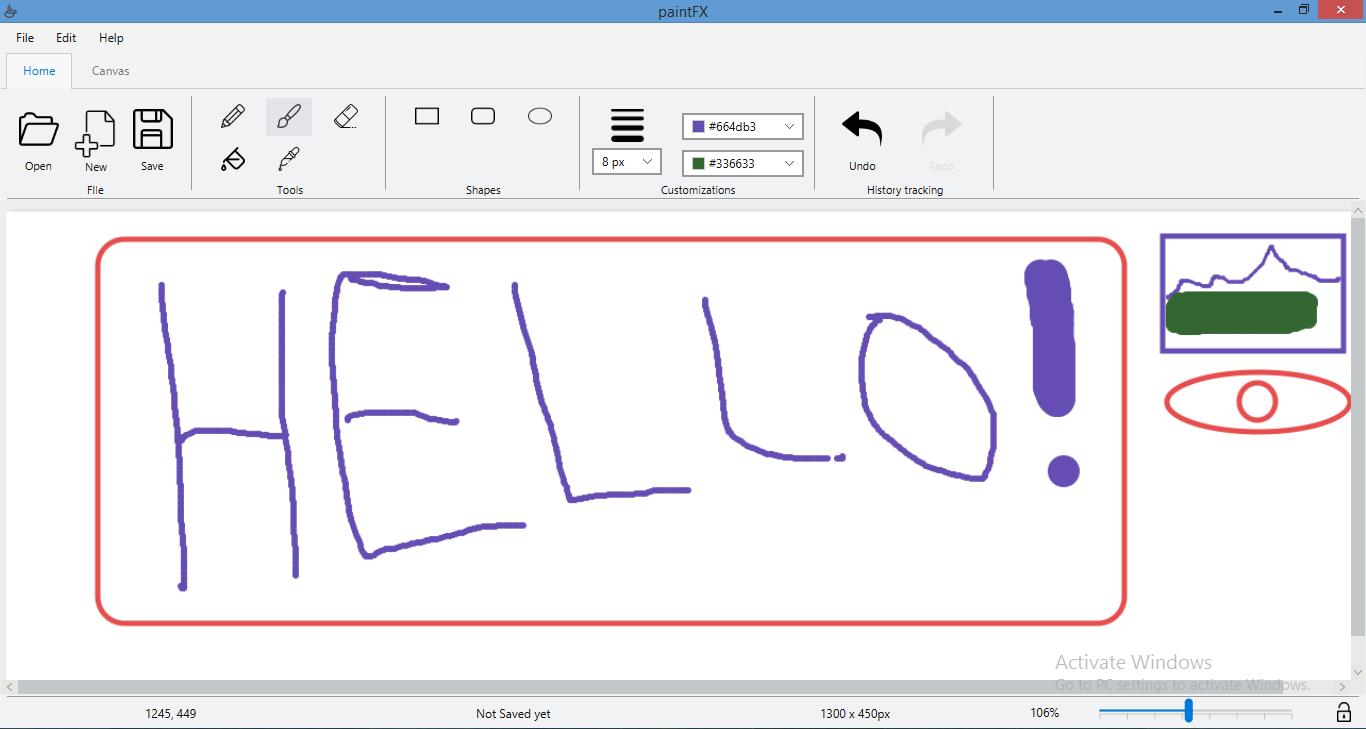 paintFX
File Edit Help
Home Canvas
Open New Save
File
Tools
Shapes
8 px
#664db3
#336633
Customizations
Undo Redo
History tracking
HELLO!
Activate Windows
Go to PC settings to activate Windows.
1245, 449 Not Saved yet 1300 x 450px 106%